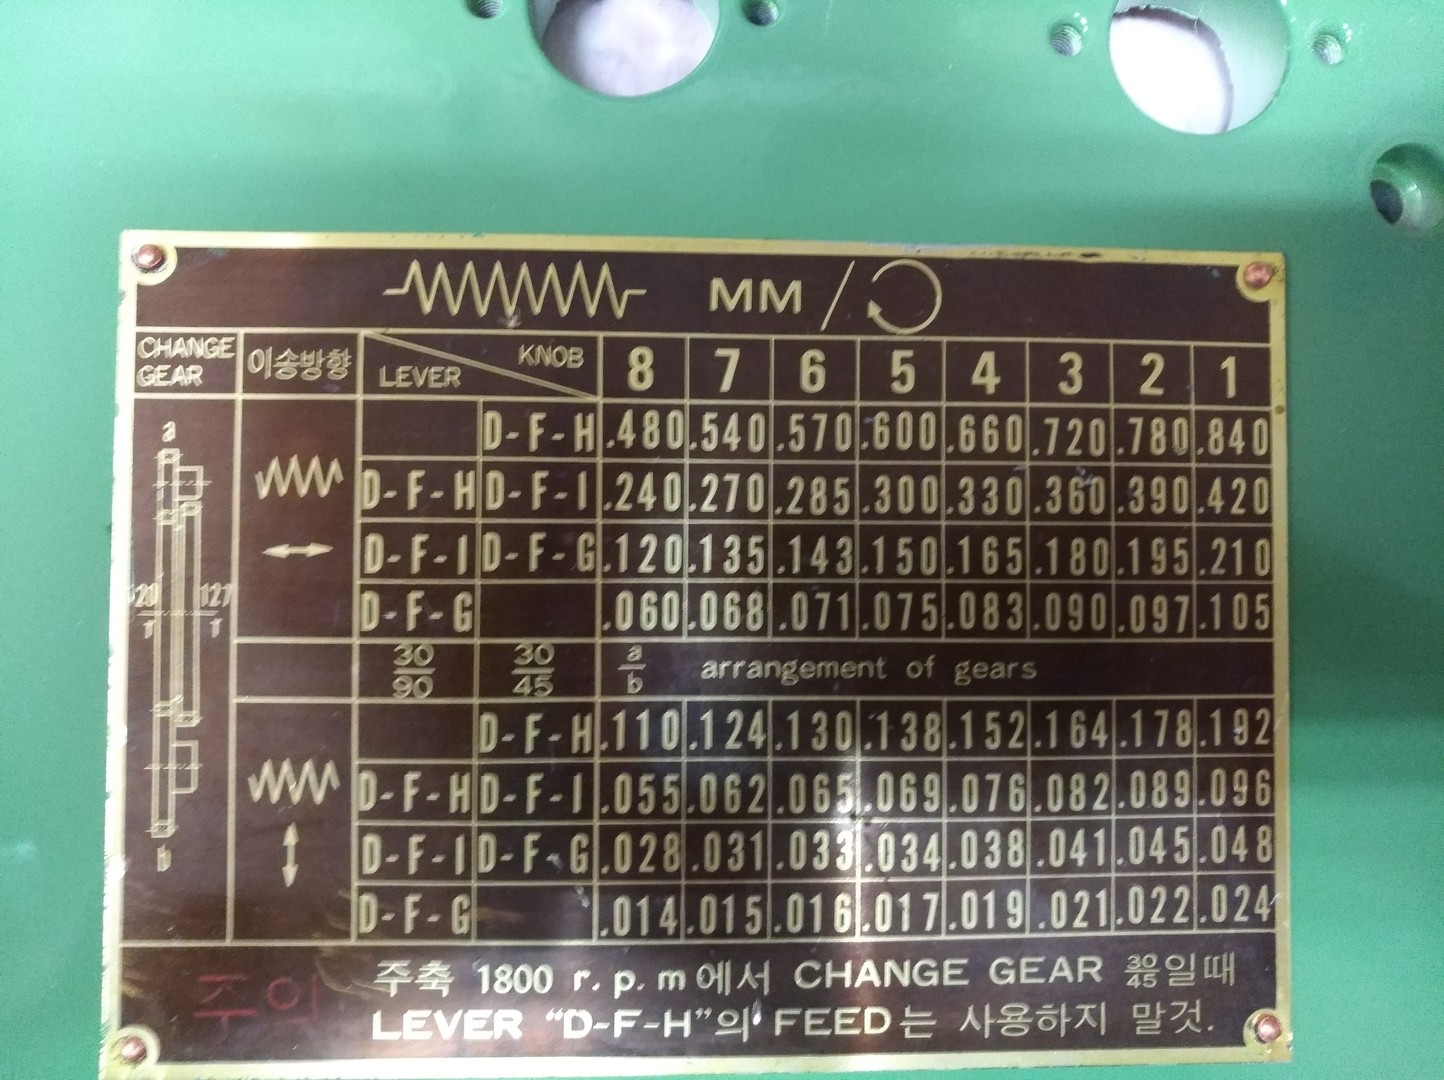 MM /
CHANGE GEAR 이송방향 LEVER KNOB 8 7 6 5 4 3 2 1
a
D-F-H .480 .540 .570 .600 .660 .720 .780 .840
D-F-H D-F-I .240 .270 .285 .300 .330 .360 .390 .420
D-F-I D-F-G .120 .135 .143 .150 .165 .180 .195 .210
120T 127T
D-F-G .060 .068 .071 .075 .083 .090 .097 .105
30/90 30/45 a/b arrangement of gears
D-F-H .110 .124 .130 .138 .152 .164 .178 .192
D-F-H D-F-I .055 .062 .065 .069 .076 .082 .089 .096
D-F-I D-F-G .028 .031 .033 .034 .038 .041 .045 .048
b
D-F-G .014 .015 .016 .017 .019 .021 .022 .024
주의 주축 1800 r.p.m에서 CHANGE GEAR 30/45일때
LEVER “D-F-H”의 FEED는 사용하지 말것.